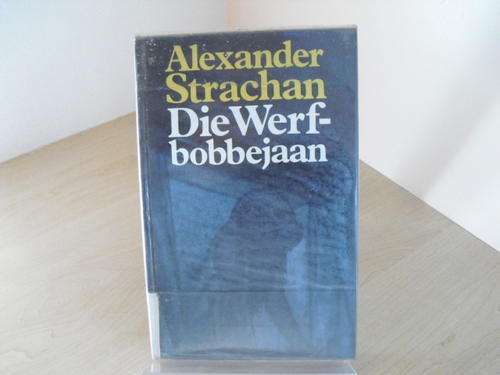 Alexander
Strachan
Die Werf-
bobbejaan